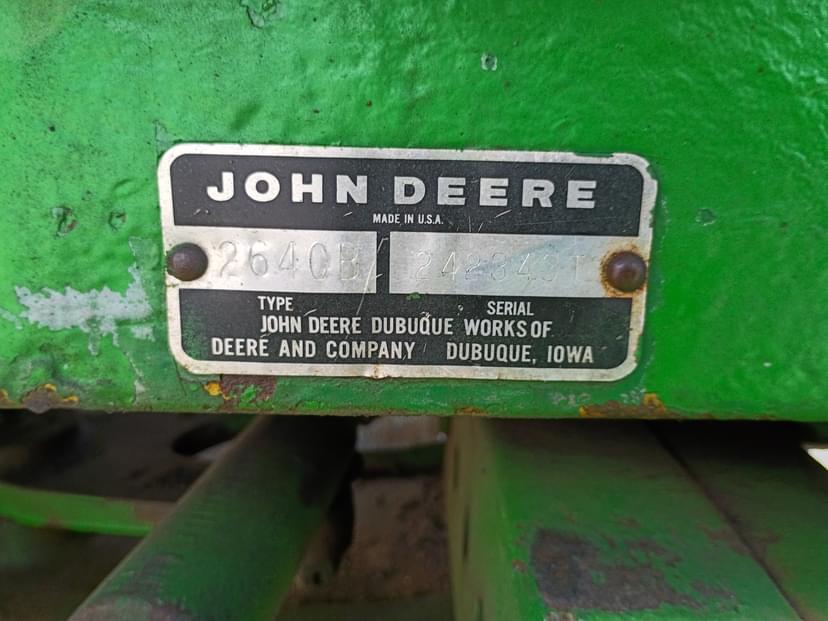 JOHN DEERE
MADE IN U.S.A.
TYPE SERIAL
JOHN DEERE DUBUQUE WORKS OF
DEERE AND COMPANY DUBUQUE, IOWA